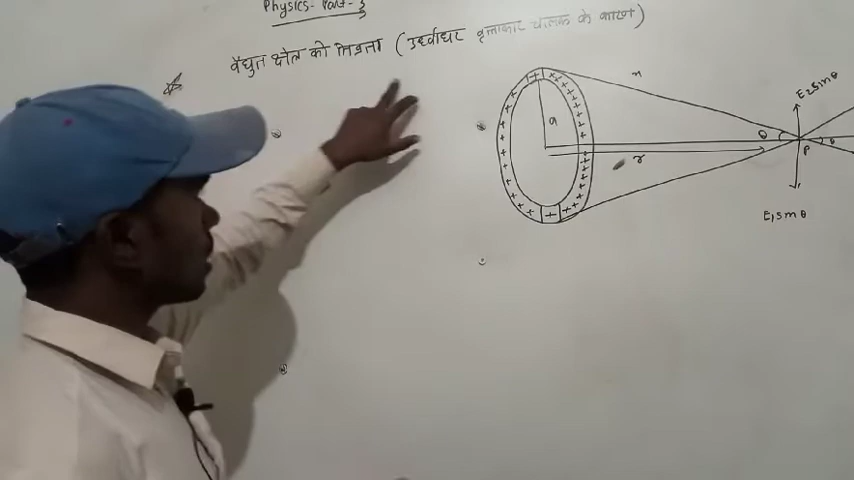 Physics- Part- 3
वैधुत क्षेत्र की तिव्रता (उर्ध्वाधर वृत्ताकार चालक के कारण)
x
E₂sinθ
a
θ
θ
P
r
E₁sinθ